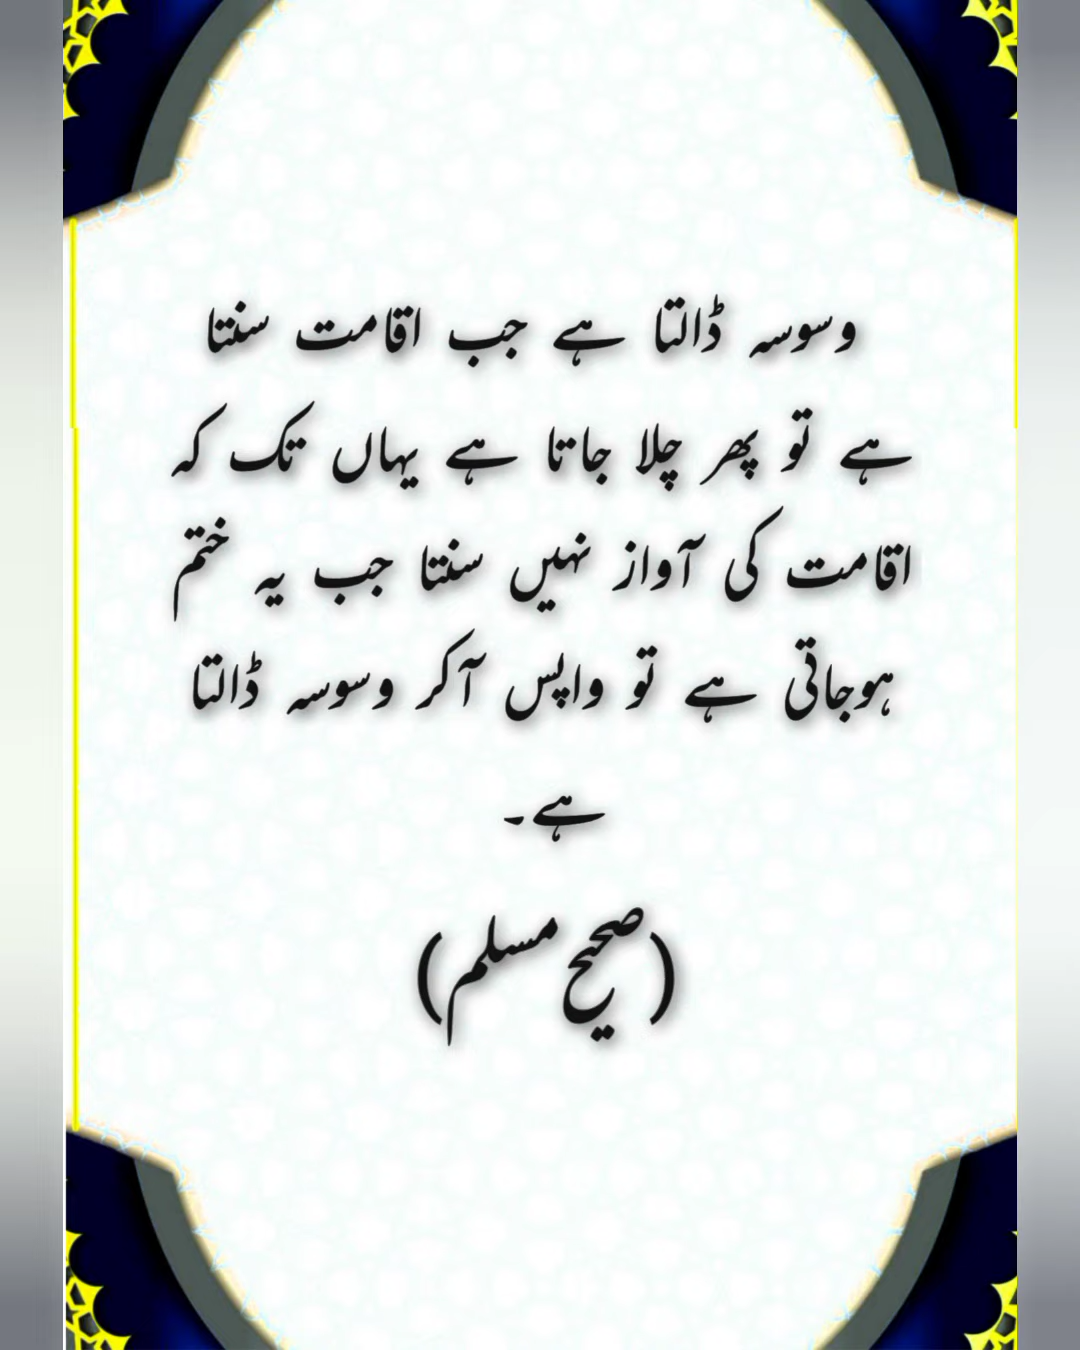 وسوسہ ڈالتا ہے جب اقامت سنتا
ہے تو پھر چلا جاتا ہے یہاں تک کہ
اقامت کی آواز نہیں سنتا جب یہ ختم
ہوجاتی ہے تو واپس آکر وسوسہ ڈالتا
ہے۔
(صحیح مسلم)